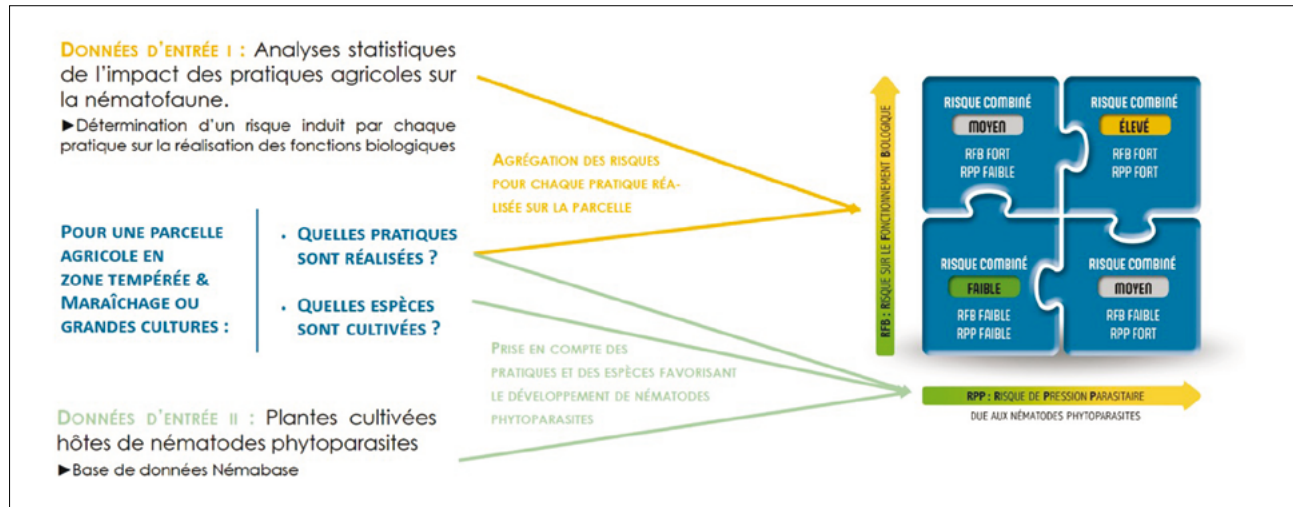 DONNÉES D'ENTRÉE I : Analyses statistiques
de l'impact des pratiques agricoles sur
la nématofaune.
►Détermination d'un risque induit par chaque
pratique sur la réalisation des fonctions biologiques
AGRÉGATION DES RISQUES
POUR CHAQUE PRATIQUE RÉA-
LISÉE SUR LA PARCELLE
POUR UNE PARCELLE
AGRICOLE EN
ZONE TEMPÉRÉE &
MARAÎCHAGE OU
GRANDES CULTURES :
• QUELLES PRATIQUES
SONT RÉALISÉES ?
• QUELLES ESPÈCES
SONT CULTIVÉES ?
PRISE EN COMPTE DES
PRATIQUES ET DES ESPÈCES FAVORISANT
LE DÉVELOPPEMENT DE NÉMATODES
PHYTOPARASITES
DONNÉES D'ENTRÉE II : Plantes cultivées
hôtes de nématodes phytoparasites
►Base de données Némabase
RFB : RISQUE SUR LE FONCTIONNEMENT BIOLOGIQUE
RISQUE COMBINÉ
MOYEN
RFB FORT
RPP FAIBLE
RISQUE COMBINÉ
ÉLEVÉ
RFB FORT
RPP FORT
RISQUE COMBINÉ
FAIBLE
RFB FAIBLE
RPP FAIBLE
RISQUE COMBINÉ
MOYEN
RFB FAIBLE
RPP FORT
RPP : RISQUE DE PRESSION PARASITAIRE
DUE AUX NÉMATODES PHYTOPARASITES